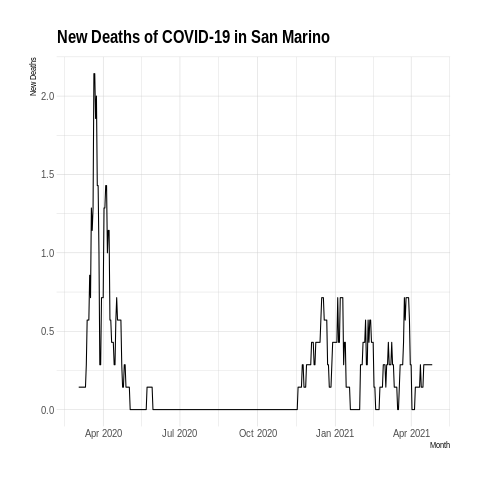 New Deaths of COVID-19 in San Marino
New Deaths
2.0
1.5
1.0
0.5
0.0
Apr 2020 Jul 2020 Oct 2020 Jan 2021 Apr 2021
Month